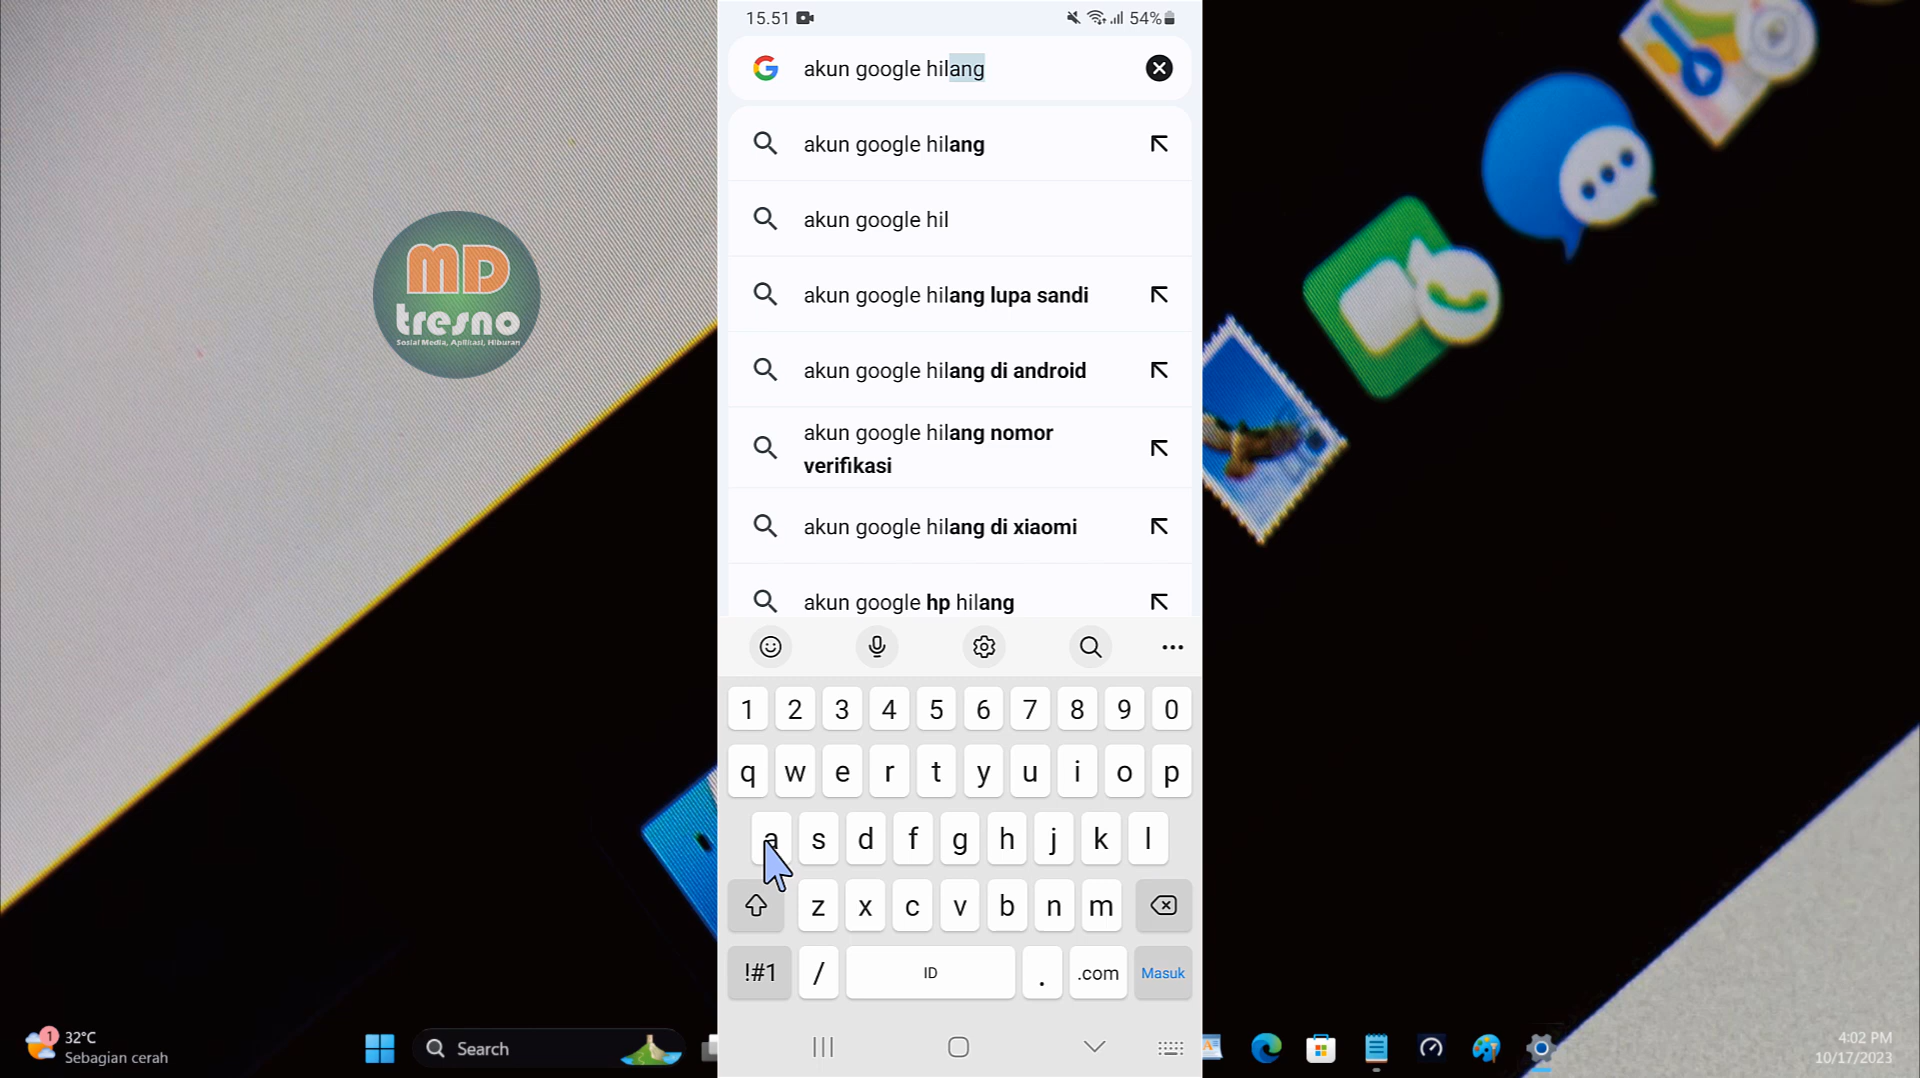 15.51
54%
akun google hilang
akun google hilang
akun google hil
akun google hilang lupa sandi
akun google hilang di android
akun google hilang nomor
verifikasi
akun google hilang di xiaomi
akun google hp hilang
1 2 3 4 5 6 7 8 9 0
q w e r t y u i o p
a s d f g h j k l
z x c v b n m
!#1 / ID . .com Masuk
MD
tresno
Sosial Media, Aplikasi, Hiburan
1
32°C
Sebagian cerah
Search
4:02 PM
10/17/2023